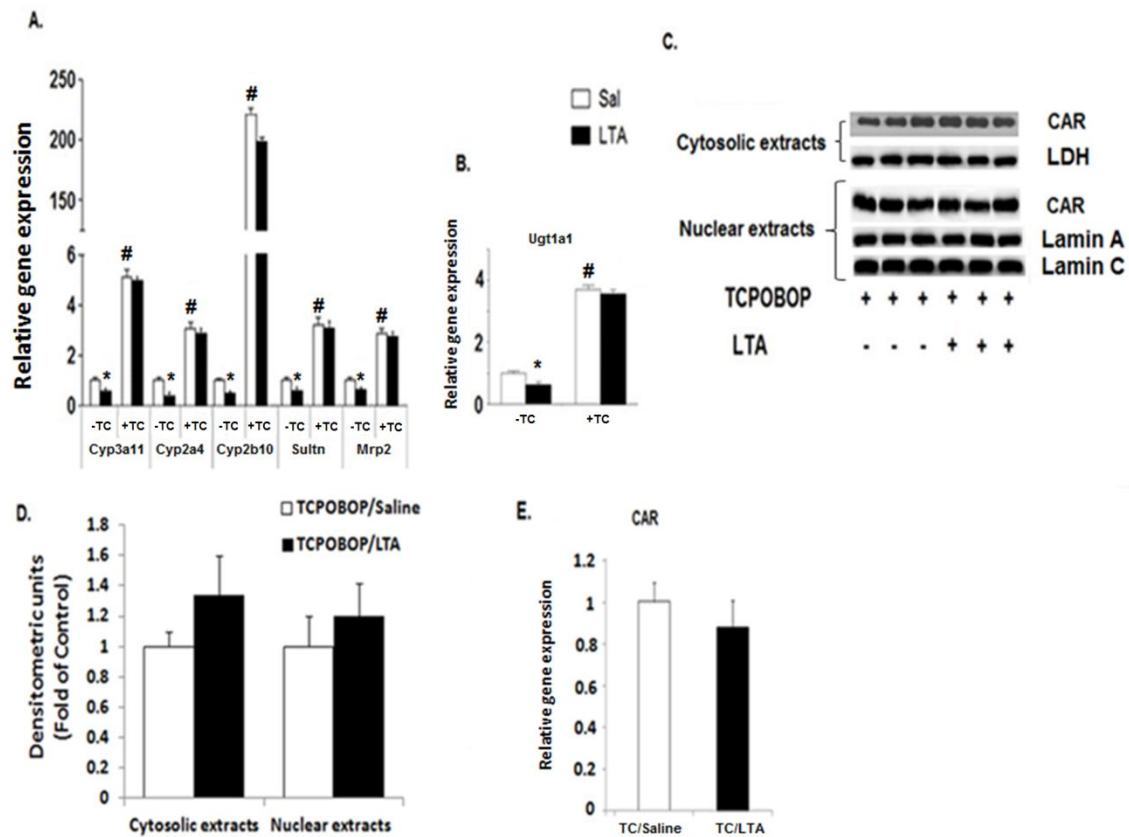 A.
Relative gene expression
250
200
150
6
4
2
0
# # # # #
* * * * *
-TC +TC -TC +TC -TC +TC -TC +TC -TC +TC
Cyp3a11 Cyp2a4 Cyp2b10 Sultn Mrp2
Sal
LTA
B.
Ugt1a1
Relative gene expression
4
2
0
#
*
-TC +TC
C.
Cytosolic extracts
CAR
LDH
Nuclear extracts
CAR
Lamin A
Lamin C
TCPOBOP + + + + + +
LTA - - - + + +
D.
TCPOBOP/Saline
TCPOBOP/LTA
Densitometric units
(Fold of Control)
1.8
1.6
1.4
1.2
1
0.8
0.6
0.4
0.2
0
Cytosolic extracts Nuclear extracts
E.
CAR
Relative gene expression
1.2
1
0.8
0.6
0.4
0.2
0
TC/Saline TC/LTA